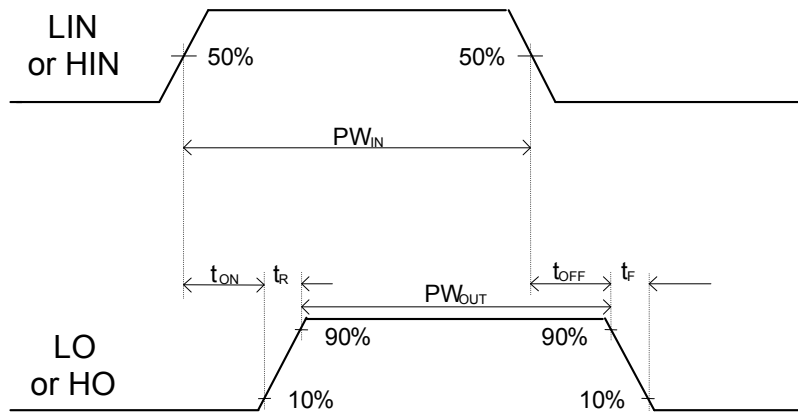 LIN
or HIN
50%
50%
PWIN
tON
tR
tOFF
tF
PWOUT
LO
or HO
90%
90%
10%
10%